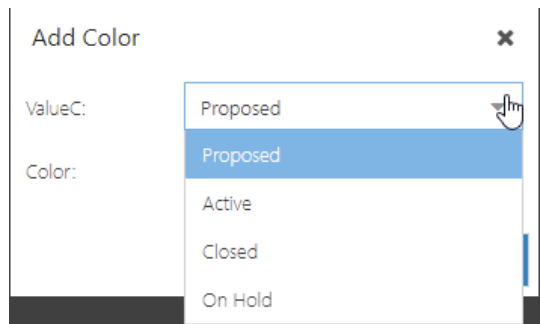 Add Color
ValueC:
Proposed
Proposed
Color:
Active
Closed
On Hold